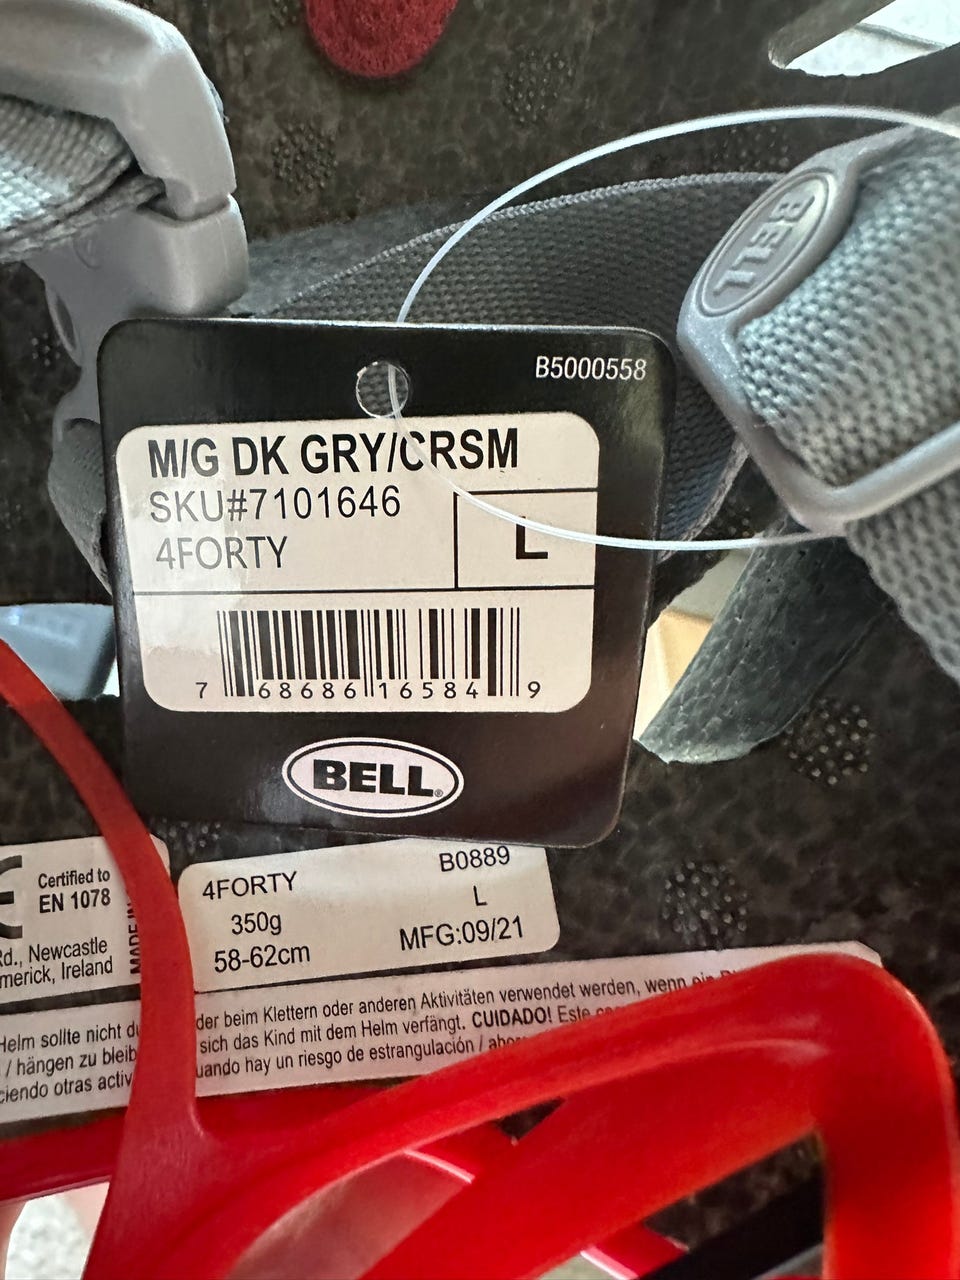 BELL
B5000558
M/G DK GRY/CRSM
SKU#7101646
4FORTY
L
7 68686 16584 9
BELL®
Certified to
EN 1078
Rd., Newcastle
merick, Ireland
MADE IN
4FORTY
350g
58-62cm
B0889
L
MFG:09/21
Helm sollte nicht der beim Klettern oder anderen Aktivitäten verwendet werden, wenn ein
/ hängen zu sich das Kind mit dem Helm verfängt. CUIDADO! Este
otras uando hay un riesgo de estrangulación /